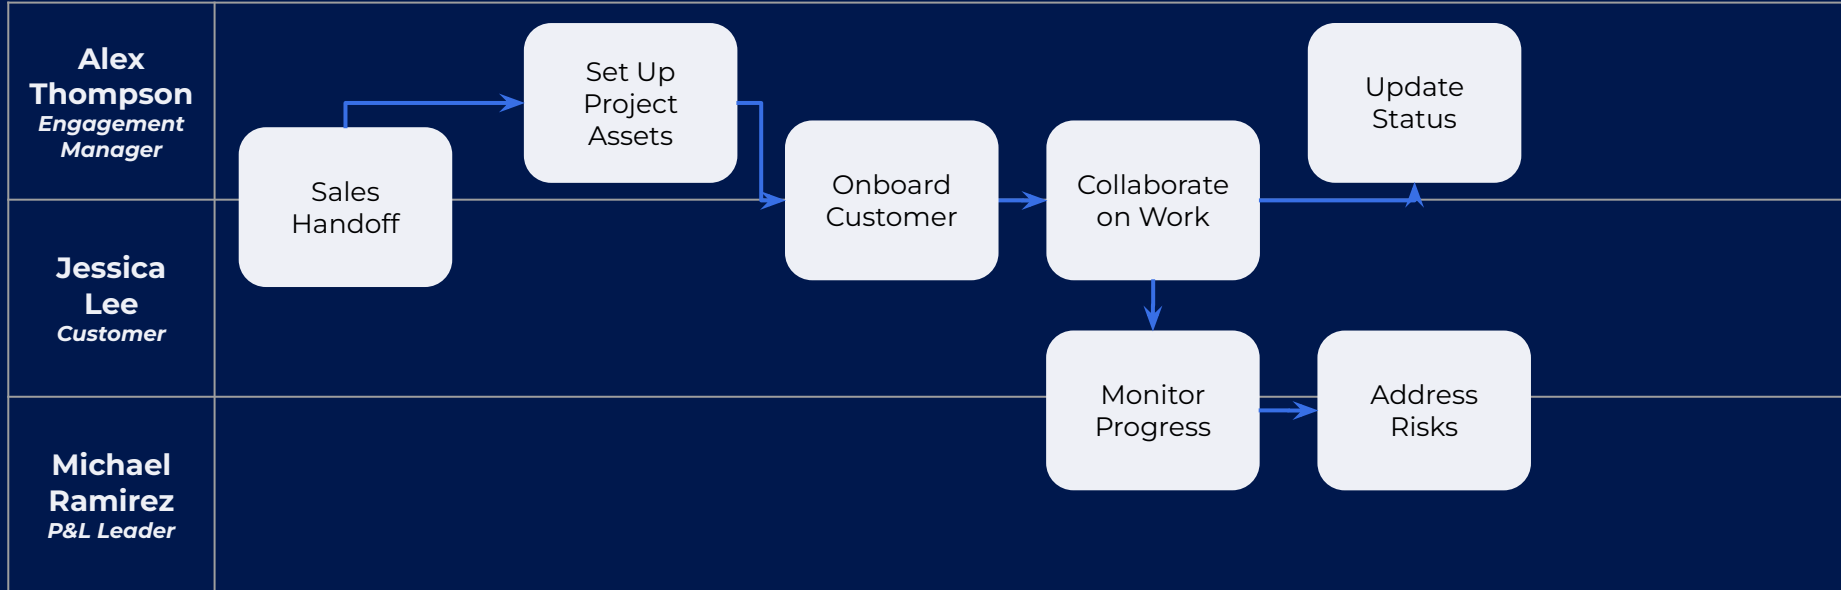 Alex
Thompson
Engagement
Manager
Jessica
Lee
Customer
Michael
Ramirez
P&L Leader
Sales
Handoff
Set Up
Project
Assets
Onboard
Customer
Collaborate
on Work
Update
Status
Monitor
Progress
Address
Risks